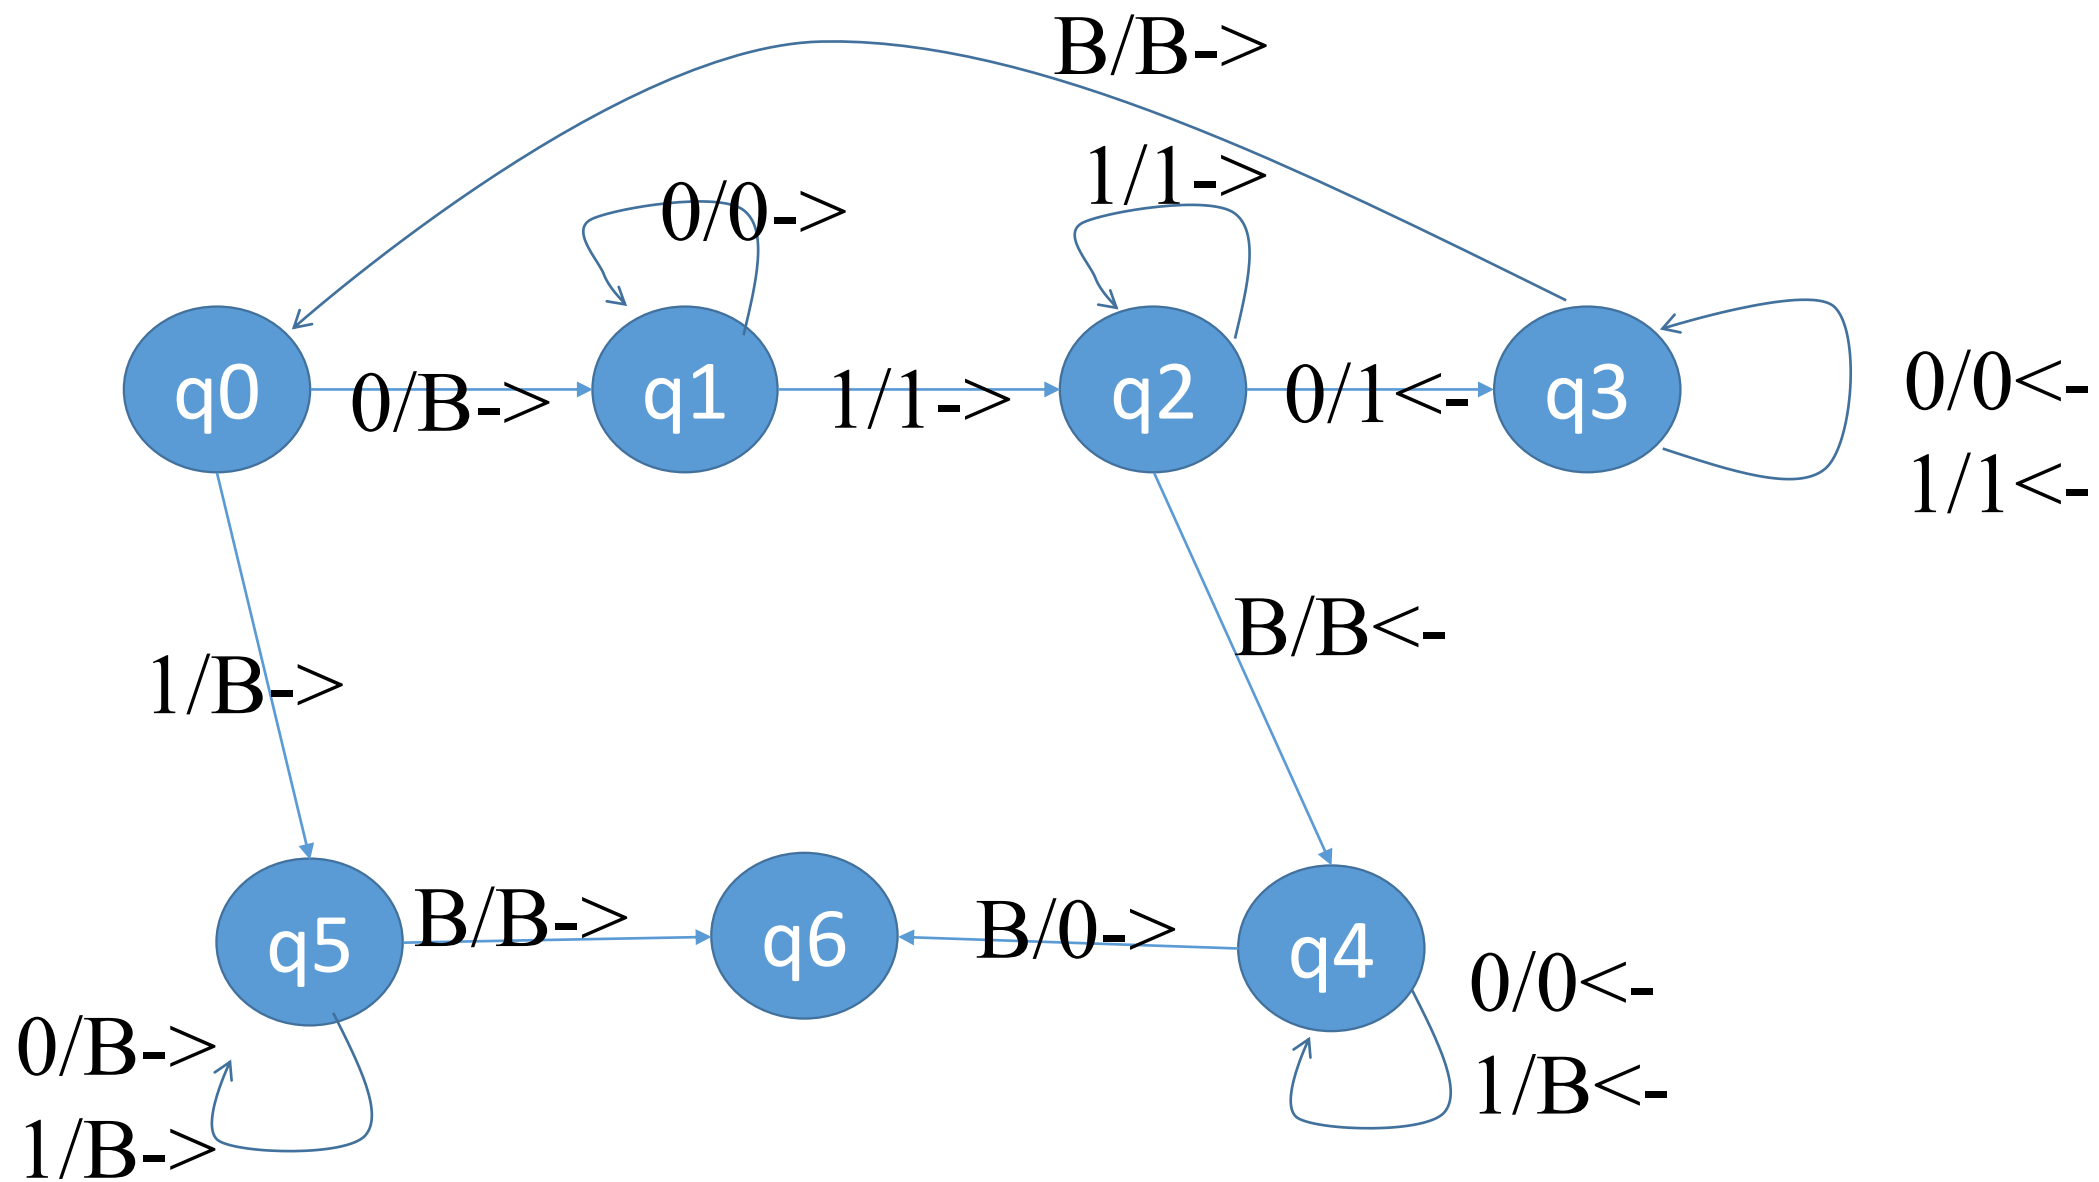 B/B->
1/1->
0/0->
q0
0/B->
q1
1/1->
q2
0/1<-
q3
0/0<-
1/1<-
B/B<-
1/B->
q5
B/B->
q6
B/0->
q4
0/0<-
1/B<-
0/B->
1/B->